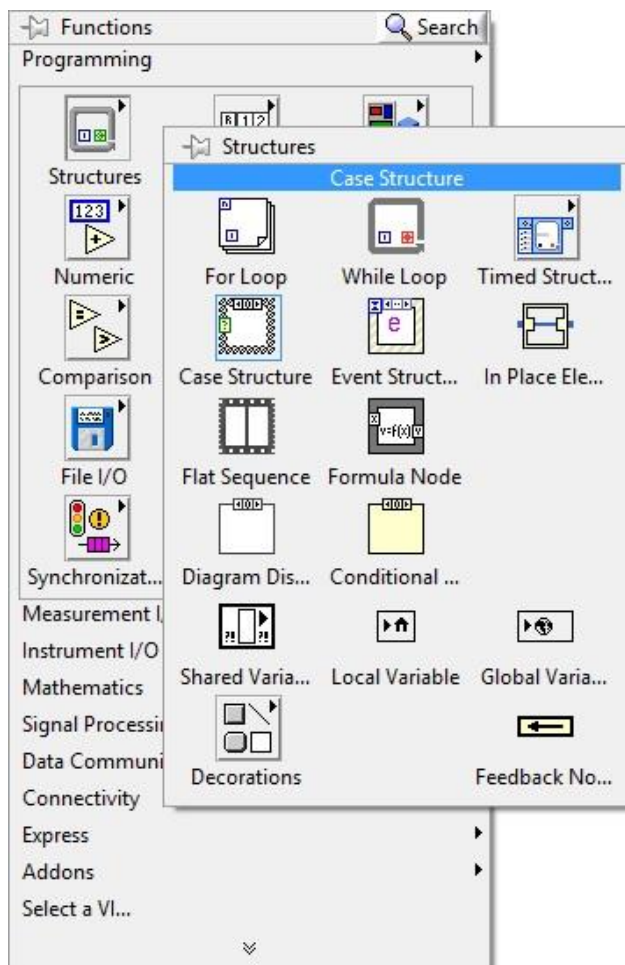 Functions
Search
Programming
Structures
Numeric
Comparison
File I/O
Synchronizat...
Measurement I/
Instrument I/O
Mathematics
Signal Processi
Data Communi
Connectivity
Express
Addons
Select a VI...
Structures
Case Structure
For Loop While Loop Timed Struct...
Case Structure Event Struct... In Place Ele...
Flat Sequence Formula Node
Diagram Dis... Conditional ...
Shared Varia... Local Variable Global Varia...
Decorations Feedback No...